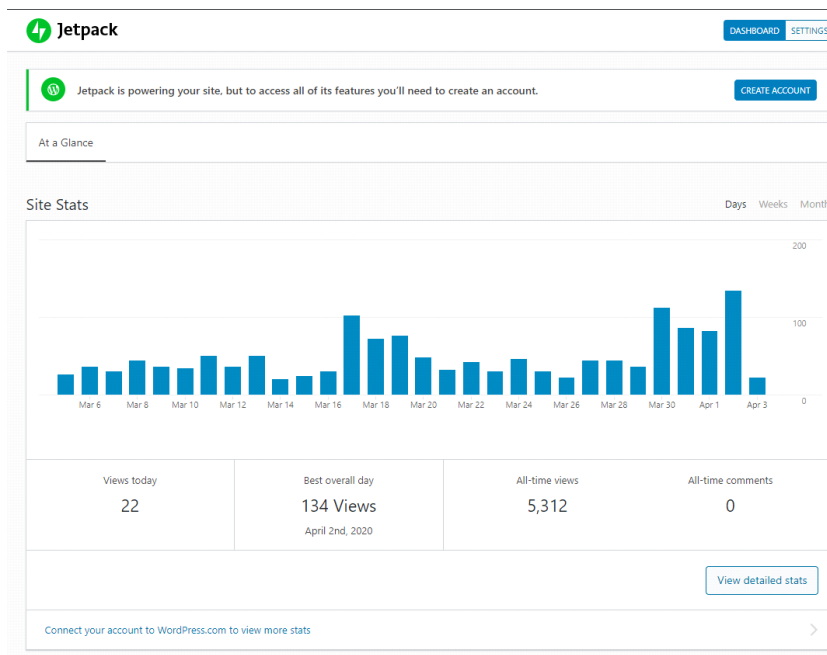 Jetpack
DASHBOARD SETTINGS
Jetpack is powering your site, but to access all of its features you'll need to create an account.
CREATE ACCOUNT
At a Glance
Site Stats
Days Weeks Month
200
100
0
Mar 6 Mar 8 Mar 10 Mar 12 Mar 14 Mar 16 Mar 18 Mar 20 Mar 22 Mar 24 Mar 26 Mar 28 Mar 30 Apr 1 Apr 3
Views today
22
Best overall day
134 Views
April 2nd, 2020
All-time views
5,312
All-time comments
0
View detailed stats
Connect your account to WordPress.com to view more stats